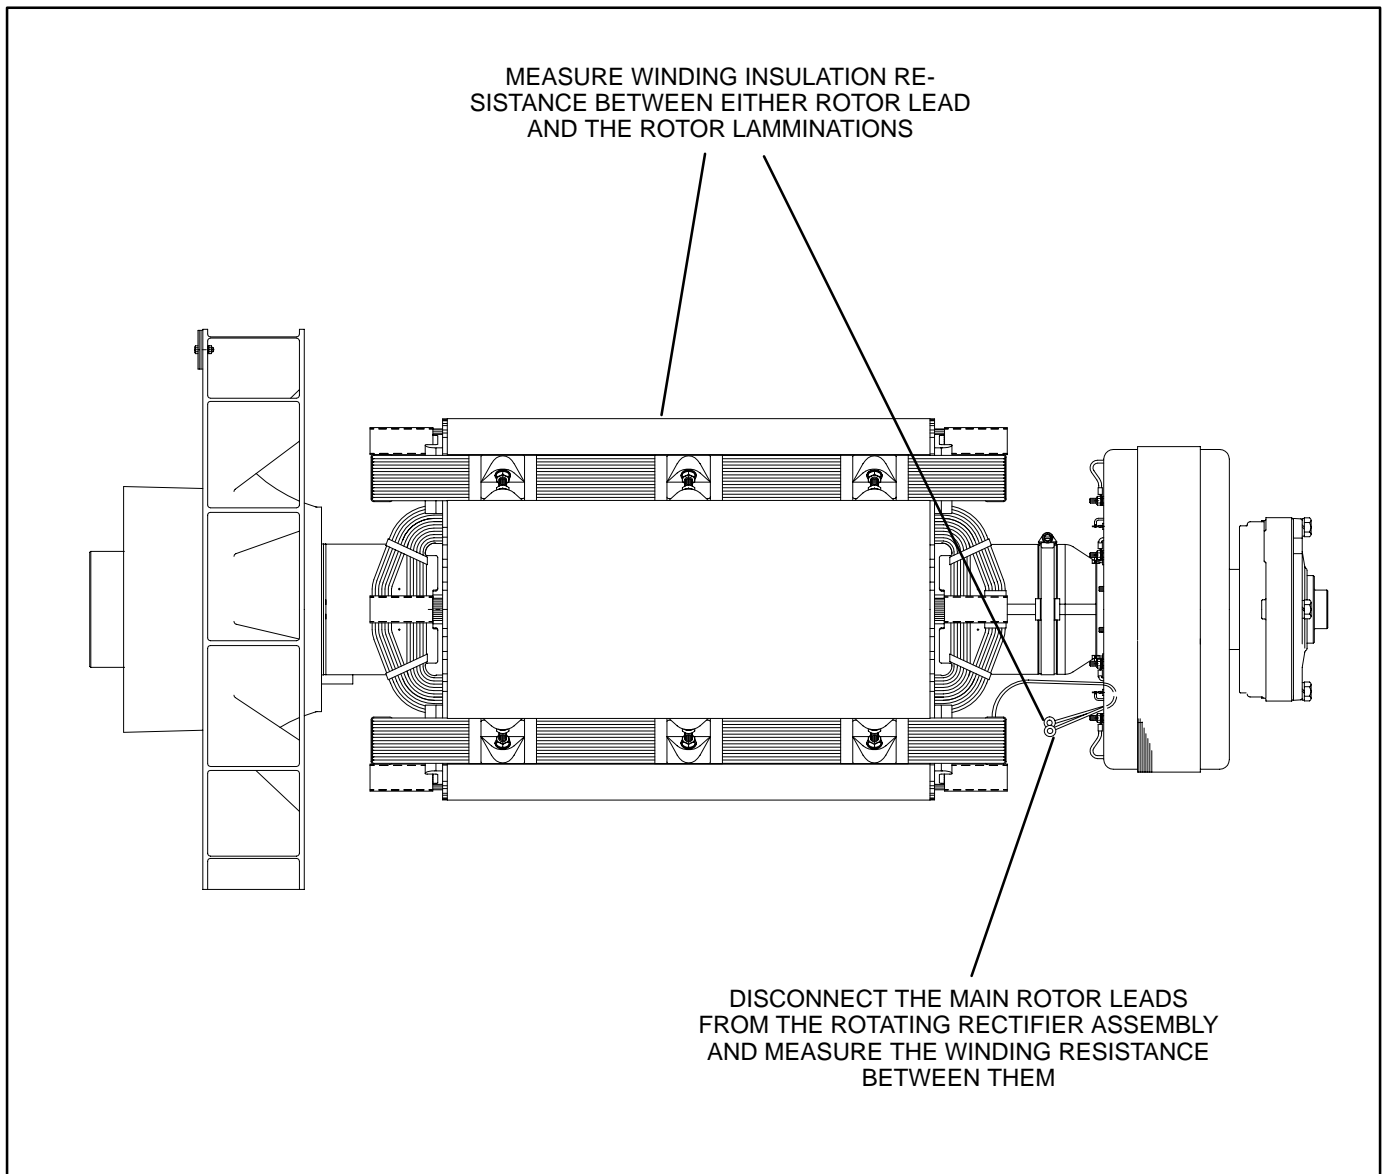 MEASURE WINDING INSULATION RE-
SISTANCE BETWEEN EITHER ROTOR LEAD
AND THE ROTOR LAMMINATIONS
DISCONNECT THE MAIN ROTOR LEADS
FROM THE ROTATING RECTIFIER ASSEMBLY
AND MEASURE THE WINDING RESISTANCE
BETWEEN THEM